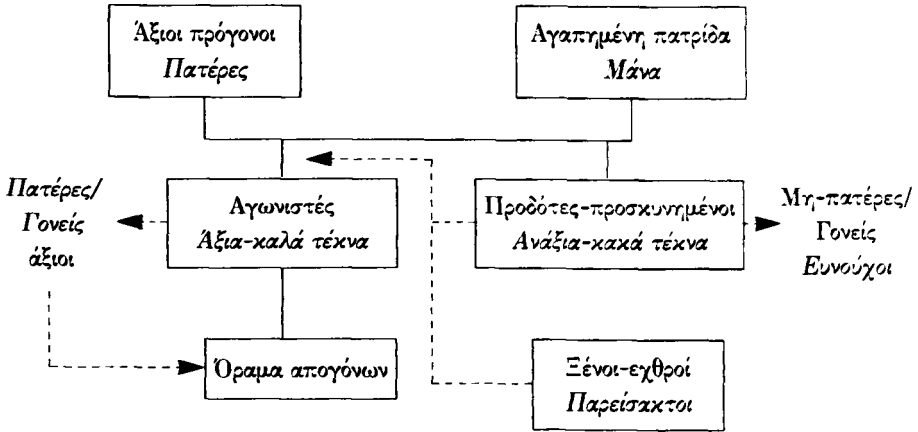 Άξιοι πρόγονοι
Πατέρες
Αγαπημένη πατρίδα
Μάνα
Πατέρες/
Γονείς
άξιοι
Αγωνιστές
Άξια-καλά τέκνα
Προδότες-προσκυνημένοι
Ανάξια-κακά τέκνα
Μη-πατέρες/
Γονείς
Ευνούχοι
Όραμα απογόνων
Ξένοι-εχθροί
Παρείσακτοι